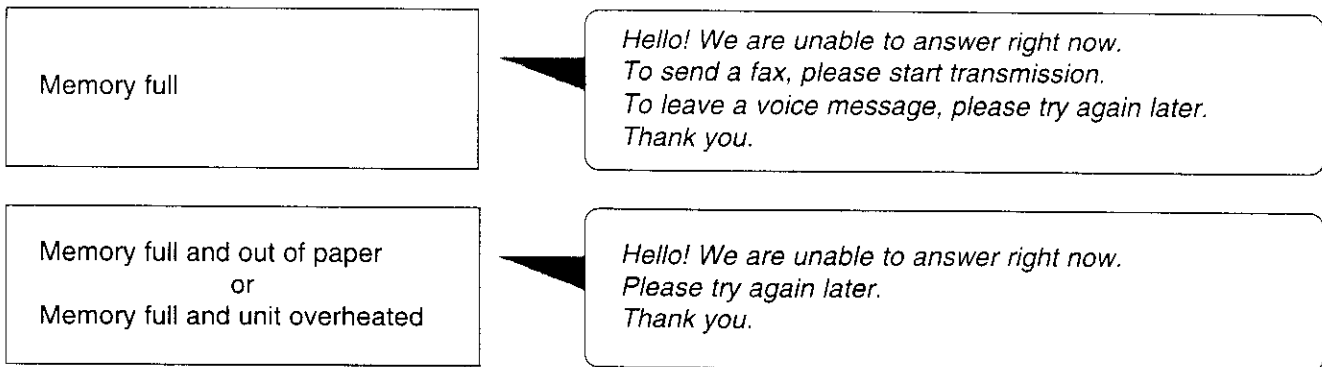 Memory full
Hello! We are unable to answer right now.
To send a fax, please start transmission.
To leave a voice message, please try again later.
Thank you.
Memory full and out of paper
or
Memory full and unit overheated
Hello! We are unable to answer right now.
Please try again later.
Thank you.